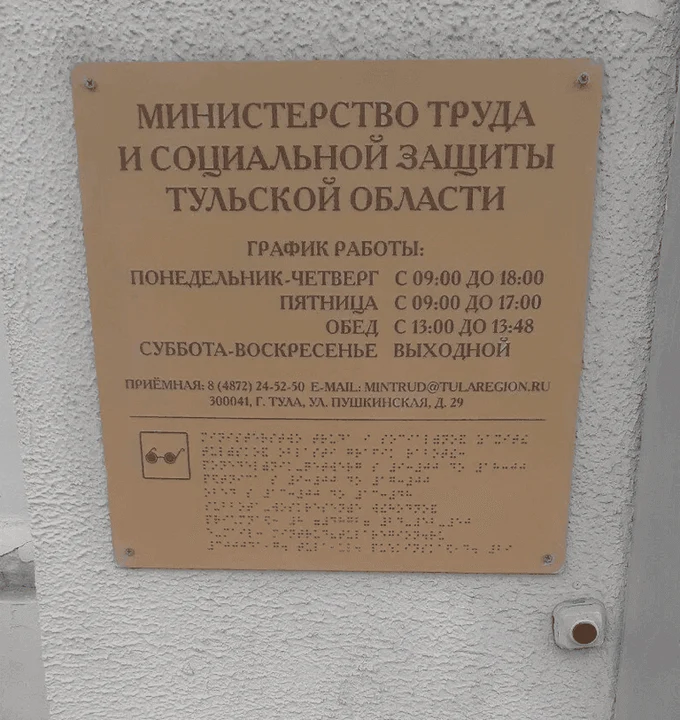 МИНИСТЕРСТВО ТРУДА
И СОЦИАЛЬНОЙ ЗАЩИТЫ
ТУЛЬСКОЙ ОБЛАСТИ
ГРАФИК РАБОТЫ:
ПОНЕДЕЛЬНИК-ЧЕТВЕРГ С 09:00 ДО 18:00
ПЯТНИЦА С 09:00 ДО 17:00
ОБЕД С 13:00 ДО 13:48
СУББОТА-ВОСКРЕСЕНЬЕ ВЫХОДНОЙ
ПРИЁМНАЯ: 8 (4872) 24-52-50 E-MAIL: MINTRUD@TULAREGION.RU
300041, Г. ТУЛА, УЛ. ПУШКИНСКАЯ, Д. 29